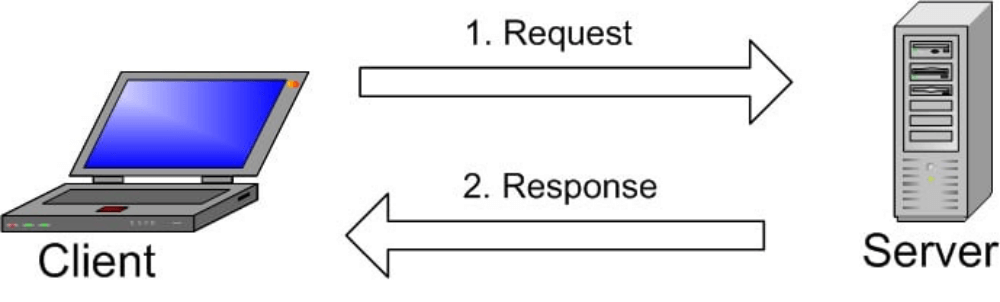 1. Request
2. Response
Client
Server